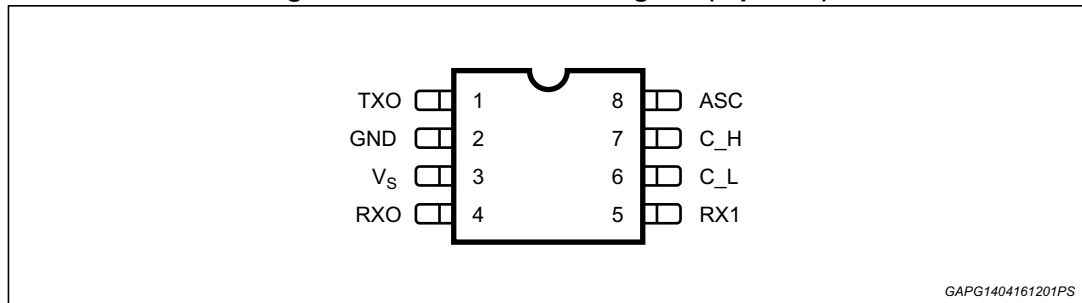 TXO 1 8 ASC
GND 2 7 C_H
VS 3 6 C_L
RXO 4 5 RX1
GAPG1404161201PS